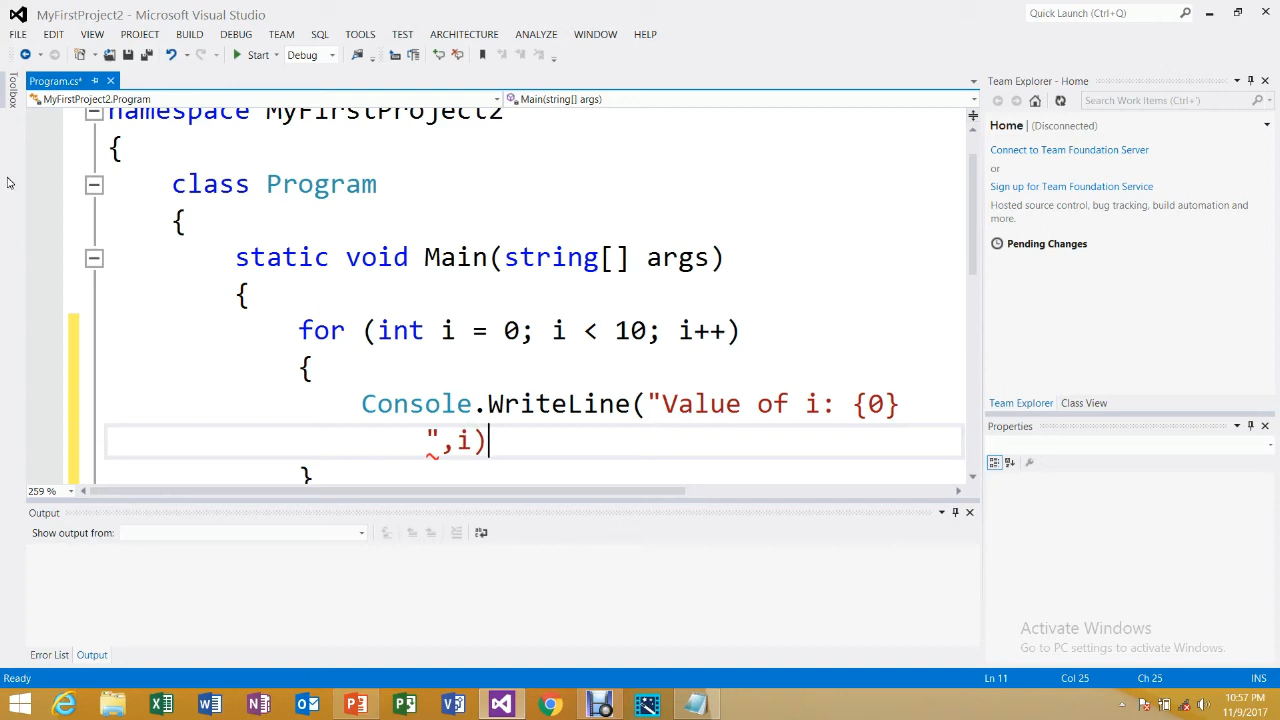 MyFirstProject2 - Microsoft Visual Studio
Quick Launch (Ctrl+Q)
FILE EDIT VIEW PROJECT BUILD DEBUG TEAM SQL TOOLS TEST ARCHITECTURE ANALYZE WINDOW HELP
Start Debug
Toolbox
Program.cs*
MyFirstProject2.Program Main(string[] args)
namespace MyFirstProject2
{
class Program
{
static void Main(string[] args)
{
for (int i = 0; i < 10; i++)
{
Console.WriteLine("Value of i: {0}
",i)
}
259 %
Output
Show output from:
Error List Output
Team Explorer - Home
Search Work Items (Ctrl+')
Home | (Disconnected)
Connect to Team Foundation Server
or
Sign up for Team Foundation Service
Hosted source control, bug tracking, build automation and
more.
Pending Changes
Team Explorer Class View
Properties
Activate Windows
Go to PC settings to activate Windows.
Ready Ln 11 Col 25 Ch 25 INS
10:57 PM
11/9/2017